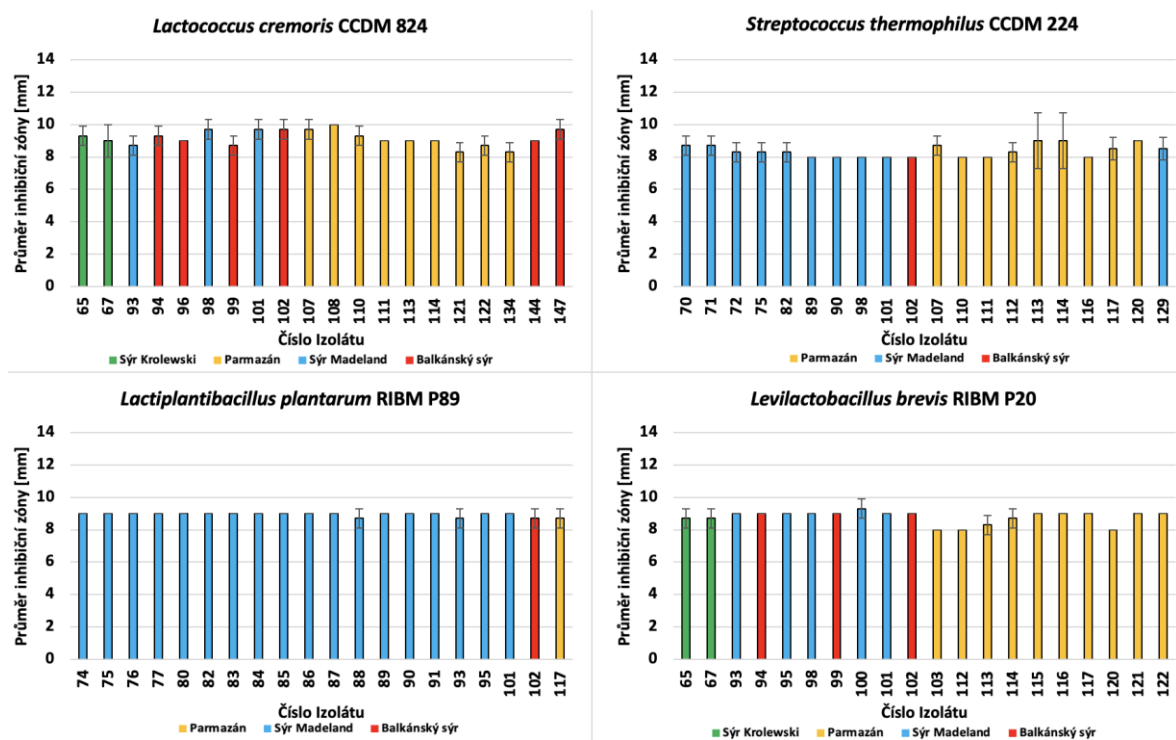 Lactococcus cremoris CCDM 824
Průměr inhibiční zóny [mm]
14
12
10
8
6
4
2
0
65 67 93 94 96 98 99 101 102 107 108 110 111 113 114 121 122 134 144 147
Číslo Izolátu
Sýr Krolewski Parmazán Sýr Madeland Balkánský sýr
Streptococcus thermophilus CCDM 224
Průměr inhibiční zóny [mm]
14
12
10
8
6
4
2
0
70 71 72 75 82 89 90 98 101 102 107 110 111 112 113 114 116 117 120 129
Číslo Izolátu
Parmazán Sýr Madeland Balkánský sýr
Lactiplantibacillus plantarum RIBM P89
Průměr inhibiční zóny [mm]
14
12
10
8
6
4
2
0
74 75 76 77 80 82 83 84 85 86 87 88 89 90 91 93 95 101 102 117
Číslo Izolátu
Parmazán Sýr Madeland Balkánský sýr
Levilactobacillus brevis RIBM P20
Průměr inhibiční zóny [mm]
14
12
10
8
6
4
2
0
65 67 93 94 95 98 99 100 101 102 103 112 113 114 115 116 117 120 121 122
Číslo Izolátu
Sýr Krolewski Parmazán Sýr Madeland Balkánský sýr